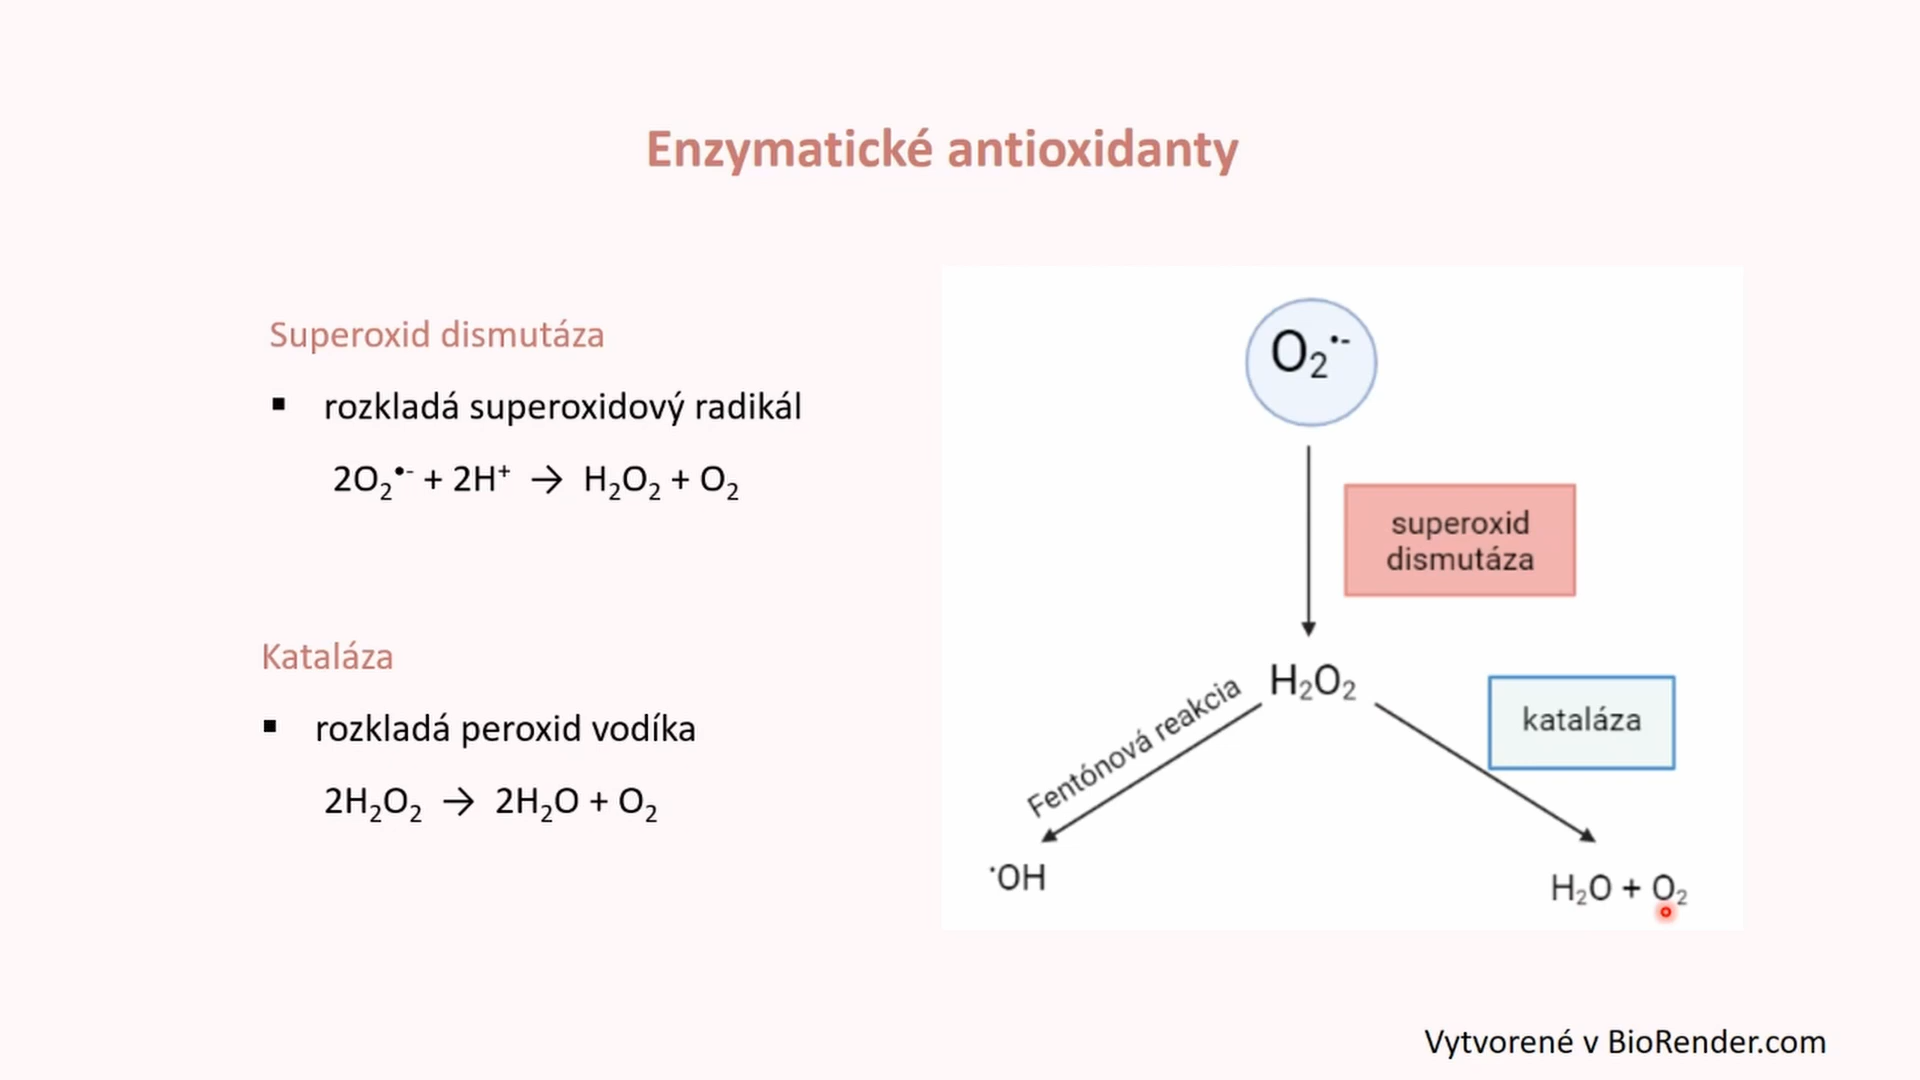 Enzymatické antioxidanty
Superoxid dismutáza
▪ rozkladá superoxidový radikál
2O₂•⁻ + 2H⁺ → H₂O₂ + O₂
Kataláza
▪ rozkladá peroxid vodíka
2H₂O₂ → 2H₂O + O₂
O₂•-
superoxid
dismutáza
H₂O₂
Fentónová reakcia
kataláza
•OH
H₂O + O₂
Vytvorené v BioRender.com